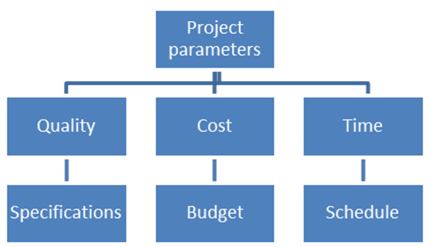 Project
parameters
Quality
Cost
Time
Specifications
Budget
Schedule